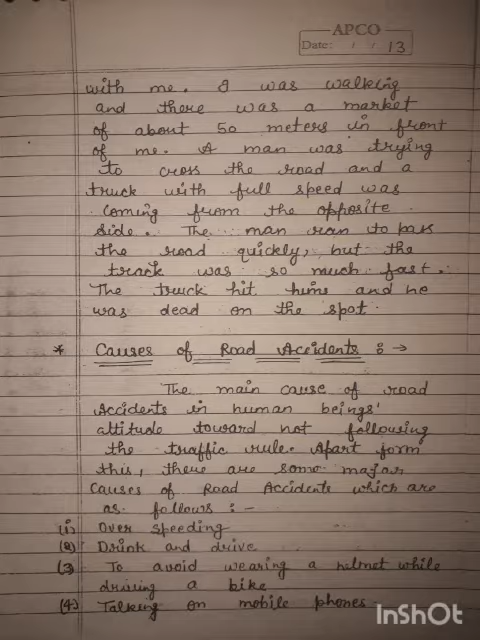 APCO
Date: / / 13
with me. I was walking
and there was a market
of about 50 meters in front
of me. A man was trying
to cross the road and a
truck with full speed was
coming from the opposite
side. The man ran to pass
the road quickly, but the
track was so much fast.
The truck hit hims and he
was dead on the spot.
* Causes of Road Accidents :- →
The main cause of road
Accidents in human beings'
attitude toward not following
the traffic rule. Apart form
this, there are some major
Causes of Road Accidents which are
as follows :-
(i) Over speeding
(2) Drink and drive
(3) To avoid wearing a helmet while
driving a bike
(4) Talking on mobile phones
InShOt